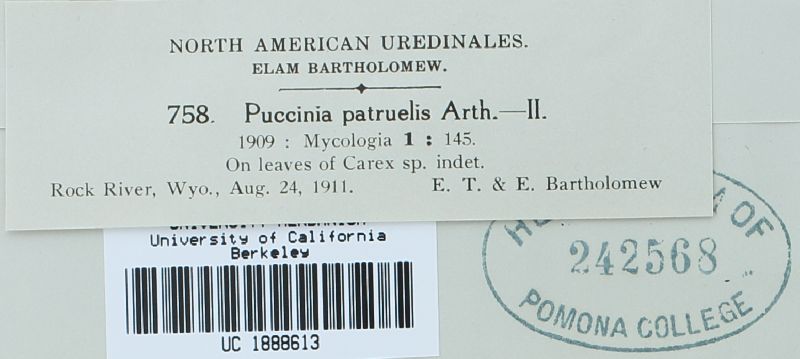 NORTH AMERICAN UREDINALES.
ELAM BARTHOLOMEW.
758. Puccinia patruelis Arth.—II.
1909 : Mycologia 1 : 145.
On leaves of Carex sp. indet.
Rock River, Wyo., Aug. 24, 1911. E. T. & E. Bartholomew
University of California
Berkeley
UC 1888613
OF
242568
POMONA COLLEGE